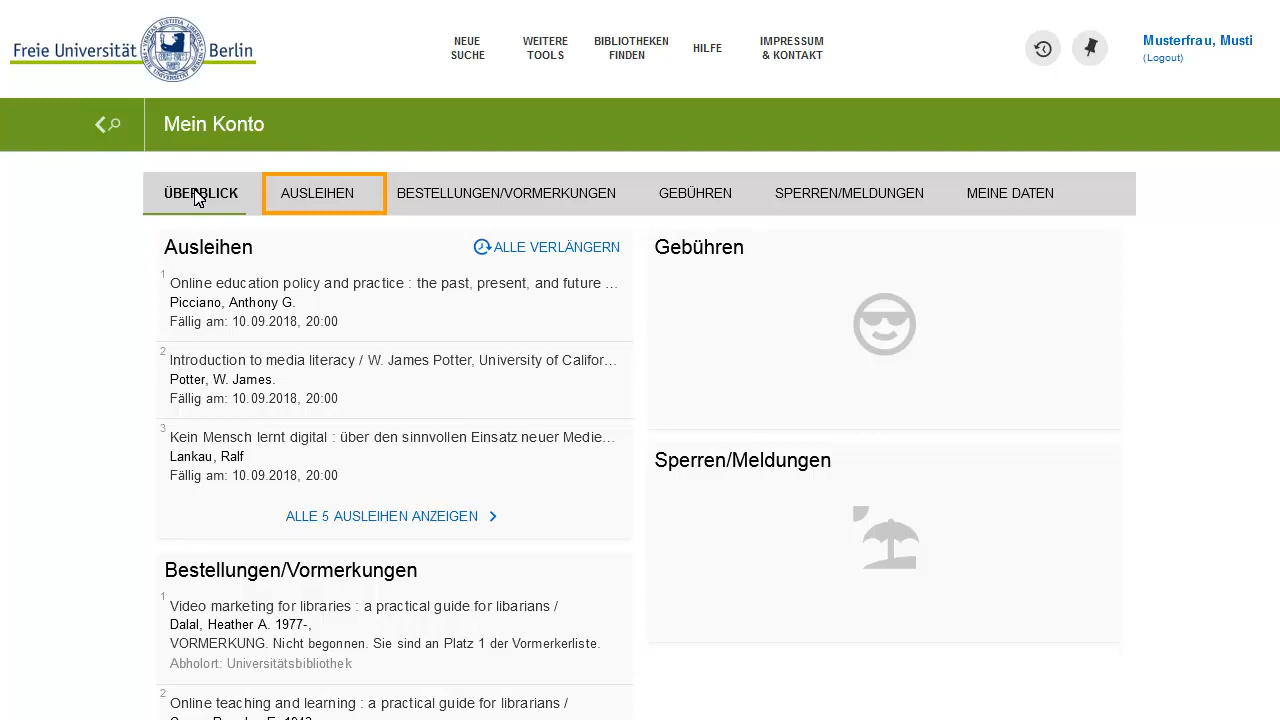 Freie Universität Berlin
NEUE SUCHE
WEITERE TOOLS
BIBLIOTHEKEN FINDEN
HILFE
IMPRESSUM & KONTAKT
Musterfrau, Musti
(Logout)
Mein Konto
ÜBERBLICK
AUSLEIHEN
BESTELLUNGEN/VORMERKUNGEN
GEBÜHREN
SPERREN/MELDUNGEN
MEINE DATEN
Ausleihen
ALLE VERLÄNGERN
1
Online education policy and practice : the past, present, and future ...
Picciano, Anthony G.
Fällig am: 10.09.2018, 20:00
2
Introduction to media literacy / W. James Potter, University of Califor...
Potter, W. James.
Fällig am: 10.09.2018, 20:00
3
Kein Mensch lernt digital : über den sinnvollen Einsatz neuer Medie...
Lankau, Ralf
Fällig am: 10.09.2018, 20:00
ALLE 5 AUSLEIHEN ANZEIGEN
Bestellungen/Vormerkungen
1
Video marketing for libraries : a practical guide for libarians /
Dalal, Heather A. 1977-,
VORMERKUNG. Nicht begonnen. Sie sind an Platz 1 der Vormerkerliste.
Abholort: Universitätsbibliothek
2
Online teaching and learning : a practical guide for librarians /
Gebühren
Sperren/Meldungen